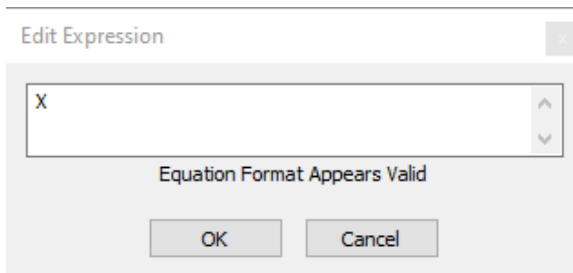 Edit Expression
X
Equation Format Appears Valid
OK
Cancel